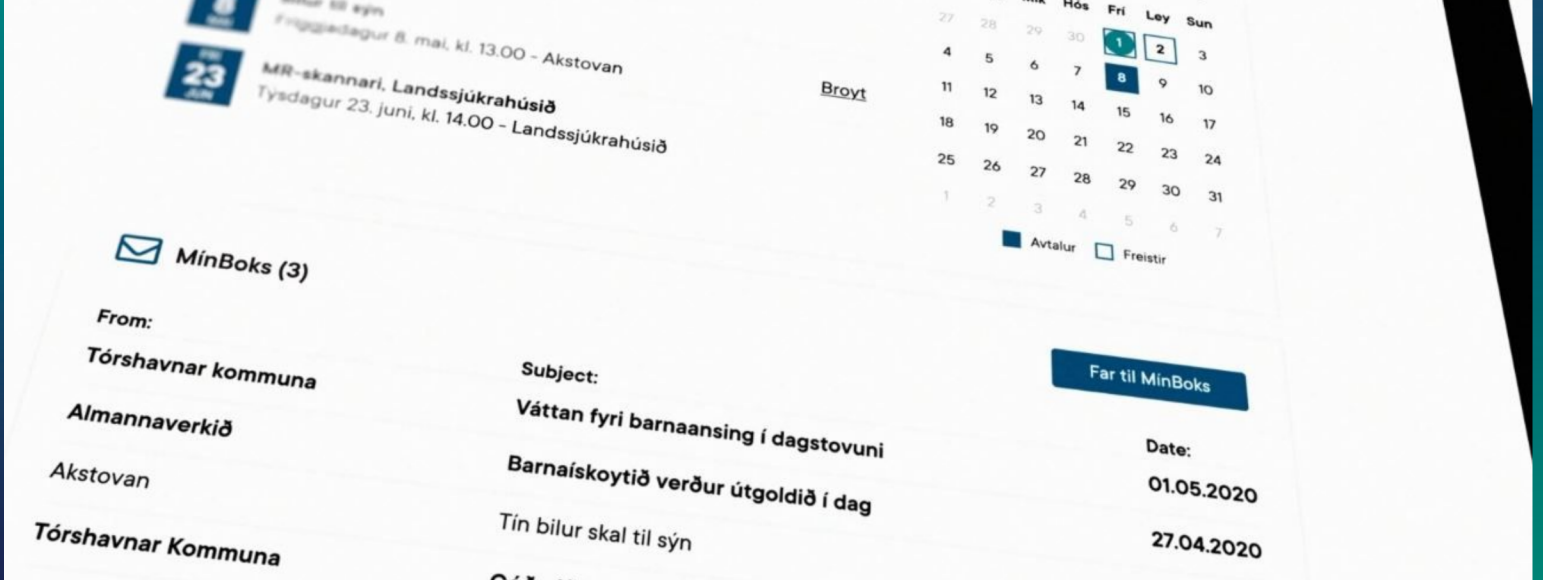 8
til sýn
Fríggjadagur 8. mai, kl. 13.00 - Akstovan
23
JUN
MR-skannari, Landssjúkrahúsið
Týsdagur 23. juni, kl. 14.00 - Landssjúkrahúsið
Broyt
Hós Frí Ley Sun
27 28 29 30 1 2 3
4 5 6 7 8 9 10
11 12 13 14 15 16 17
18 19 20 21 22 23 24
25 26 27 28 29 30 31
1 2 3 4 5 6 7
Avtalur Freistir
MínBoks (3)
Far til MínBoks
From: Subject: Date:
Tórshavnar kommuna Váttan fyri barnaansing í dagstovuni 01.05.2020
Almannaverkið Barnaískoytið verður útgoldið í dag 27.04.2020
Akstovan Tín bilur skal til sýn
Tórshavnar Kommuna